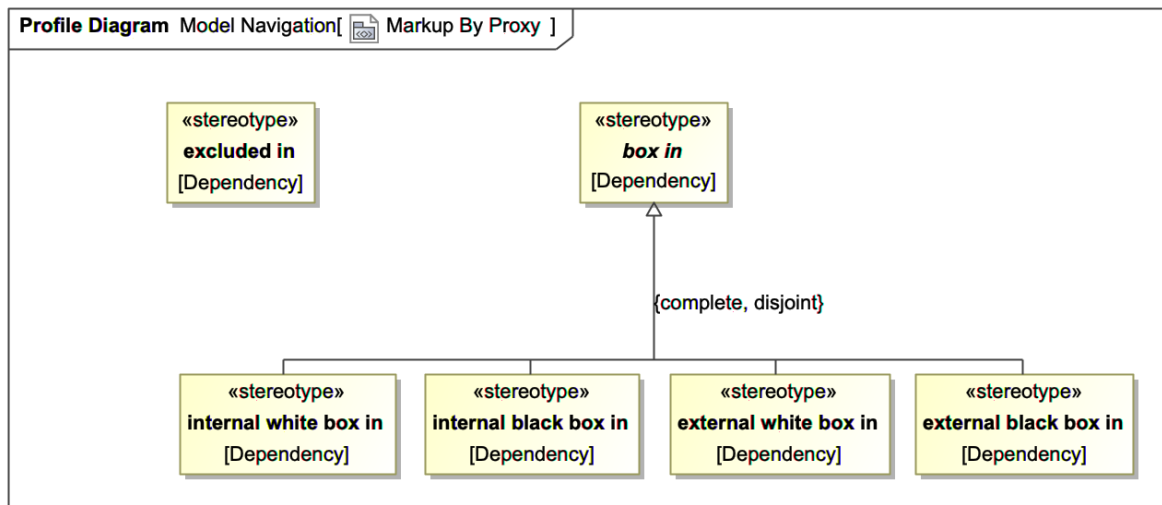 Profile Diagram Model Navigation[ Markup By Proxy ]
«stereotype»
excluded in
[Dependency]
«stereotype»
box in
[Dependency]
{complete, disjoint}
«stereotype»
internal white box in
[Dependency]
«stereotype»
internal black box in
[Dependency]
«stereotype»
external white box in
[Dependency]
«stereotype»
external black box in
[Dependency]